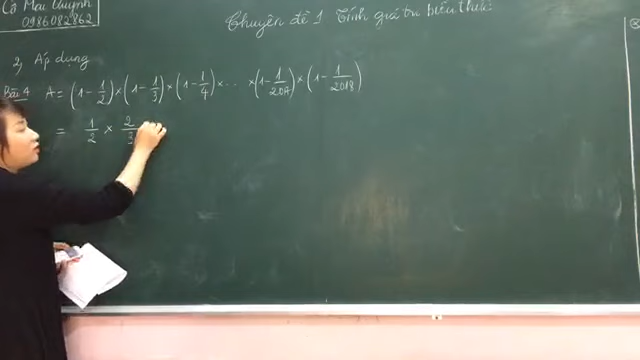 Cô Mai Quỳnh
0986082862
Chuyên đề 1 Tính giá trị biểu thức
2, Áp dụng
Bài 4 A = (1 - 1/2) × (1 - 1/3) × (1 - 1/4) × ... × (1 - 1/2017) × (1 - 1/2018)
= 1/2 × 2/3